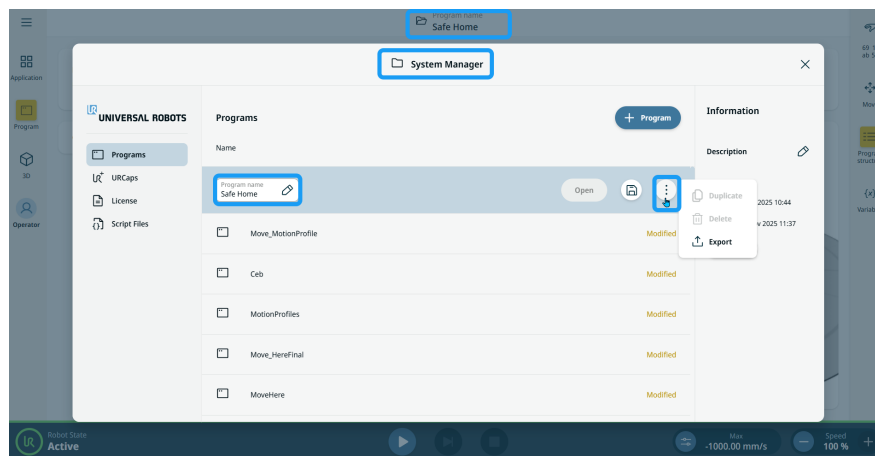 Program name
Safe Home
System Manager
Application
Program
3D
Operator
UNIVERSAL ROBOTS
Programs
URCaps
License
Script Files
Programs
+ Program
Name
Program name
Safe Home
Open
Move_MotionProfile
Modified
Ceb
Modified
MotionProfiles
Modified
Move_HereFinal
Modified
MoveHere
Modified
Information
Description
Duplicate
Delete
Export
2025 10:44
2025 11:37
Robot State
Active
Max
-1000.00 mm/s
Speed
100 %